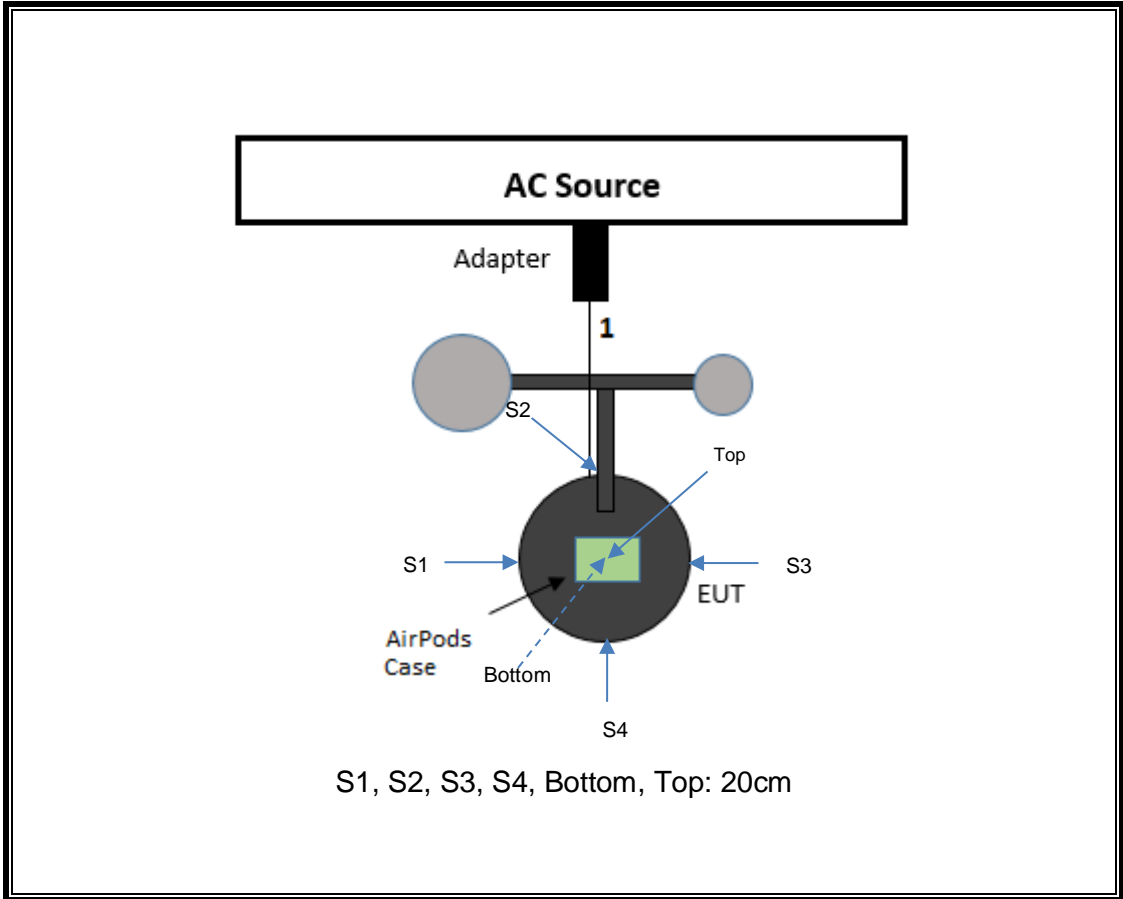 AC Source
Adapter
1
S2
Top
S1
S3
EUT
AirPods
Case
Bottom
S4
S1, S2, S3, S4, Bottom, Top: 20cm